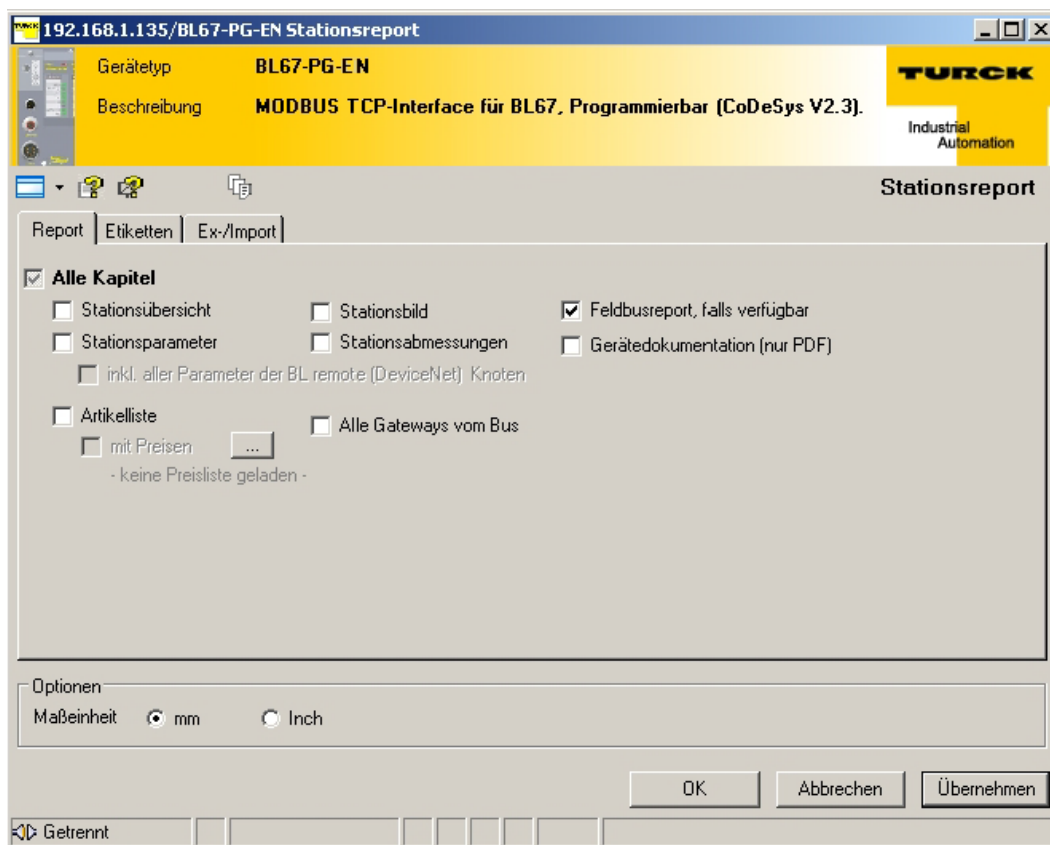 192.168.1.135/BL67-PG-EN Stationsreport
Gerätetyp BL67-PG-EN
TURCK
Beschreibung MODBUS TCP-Interface für BL67, Programmierbar (CoDeSys V2.3).
Industrial
Automation
Stationsreport
Report Etiketten Ex-/Import
Alle Kapitel
Stationsübersicht Stationsbild Feldbusreport, falls verfügbar
Stationsparameter Stationsabmessungen Gerätedokumentation (nur PDF)
inkl. aller Parameter der BL remote (DeviceNet) Knoten
Artikelliste Alle Gateways vom Bus
mit Preisen ...
- keine Preisliste geladen -
Optionen
Maßeinheit mm Inch
OK Abbrechen Übernehmen
Getrennt